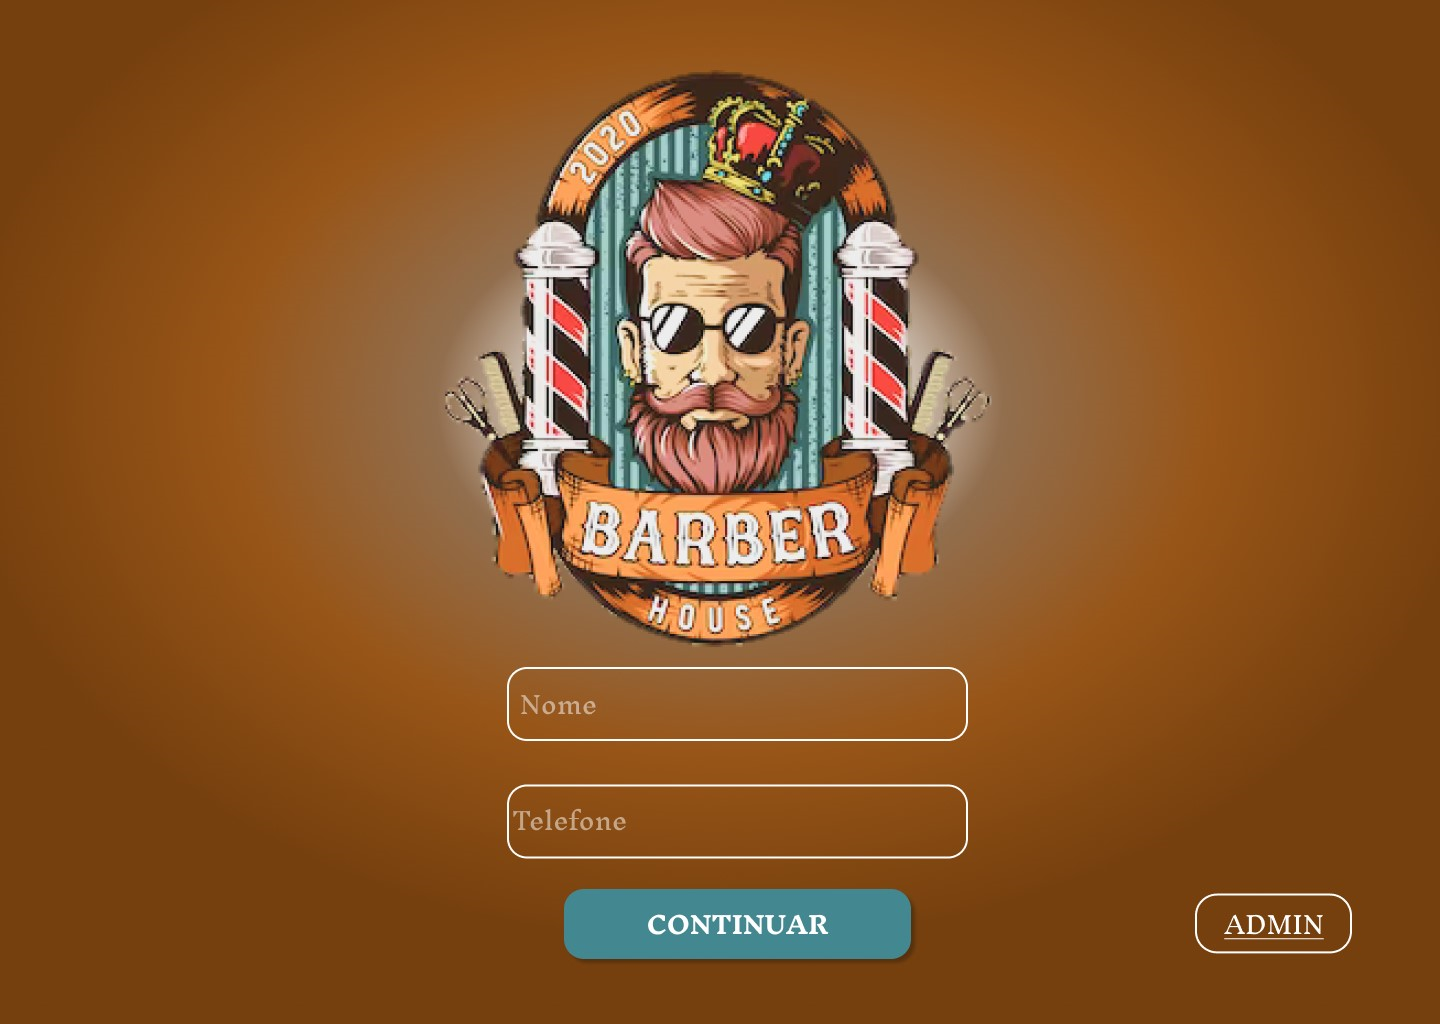 2020
BARBER
HOUSE
Nome
Telefone
CONTINUAR
ADMIN